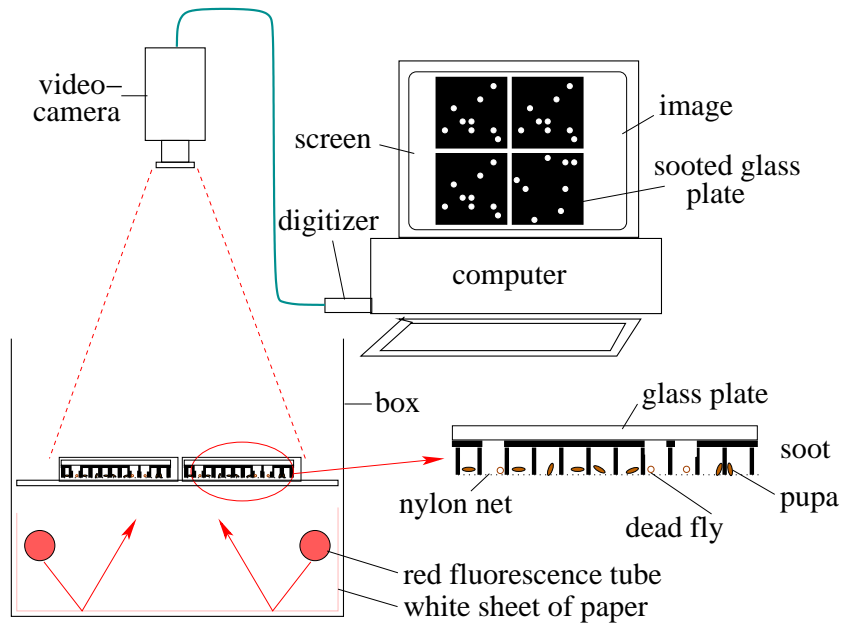 video–
camera
screen
image
sooted glass
plate
digitizer
computer
box
glass plate
soot
nylon net
pupa
dead fly
red fluorescence tube
white sheet of paper